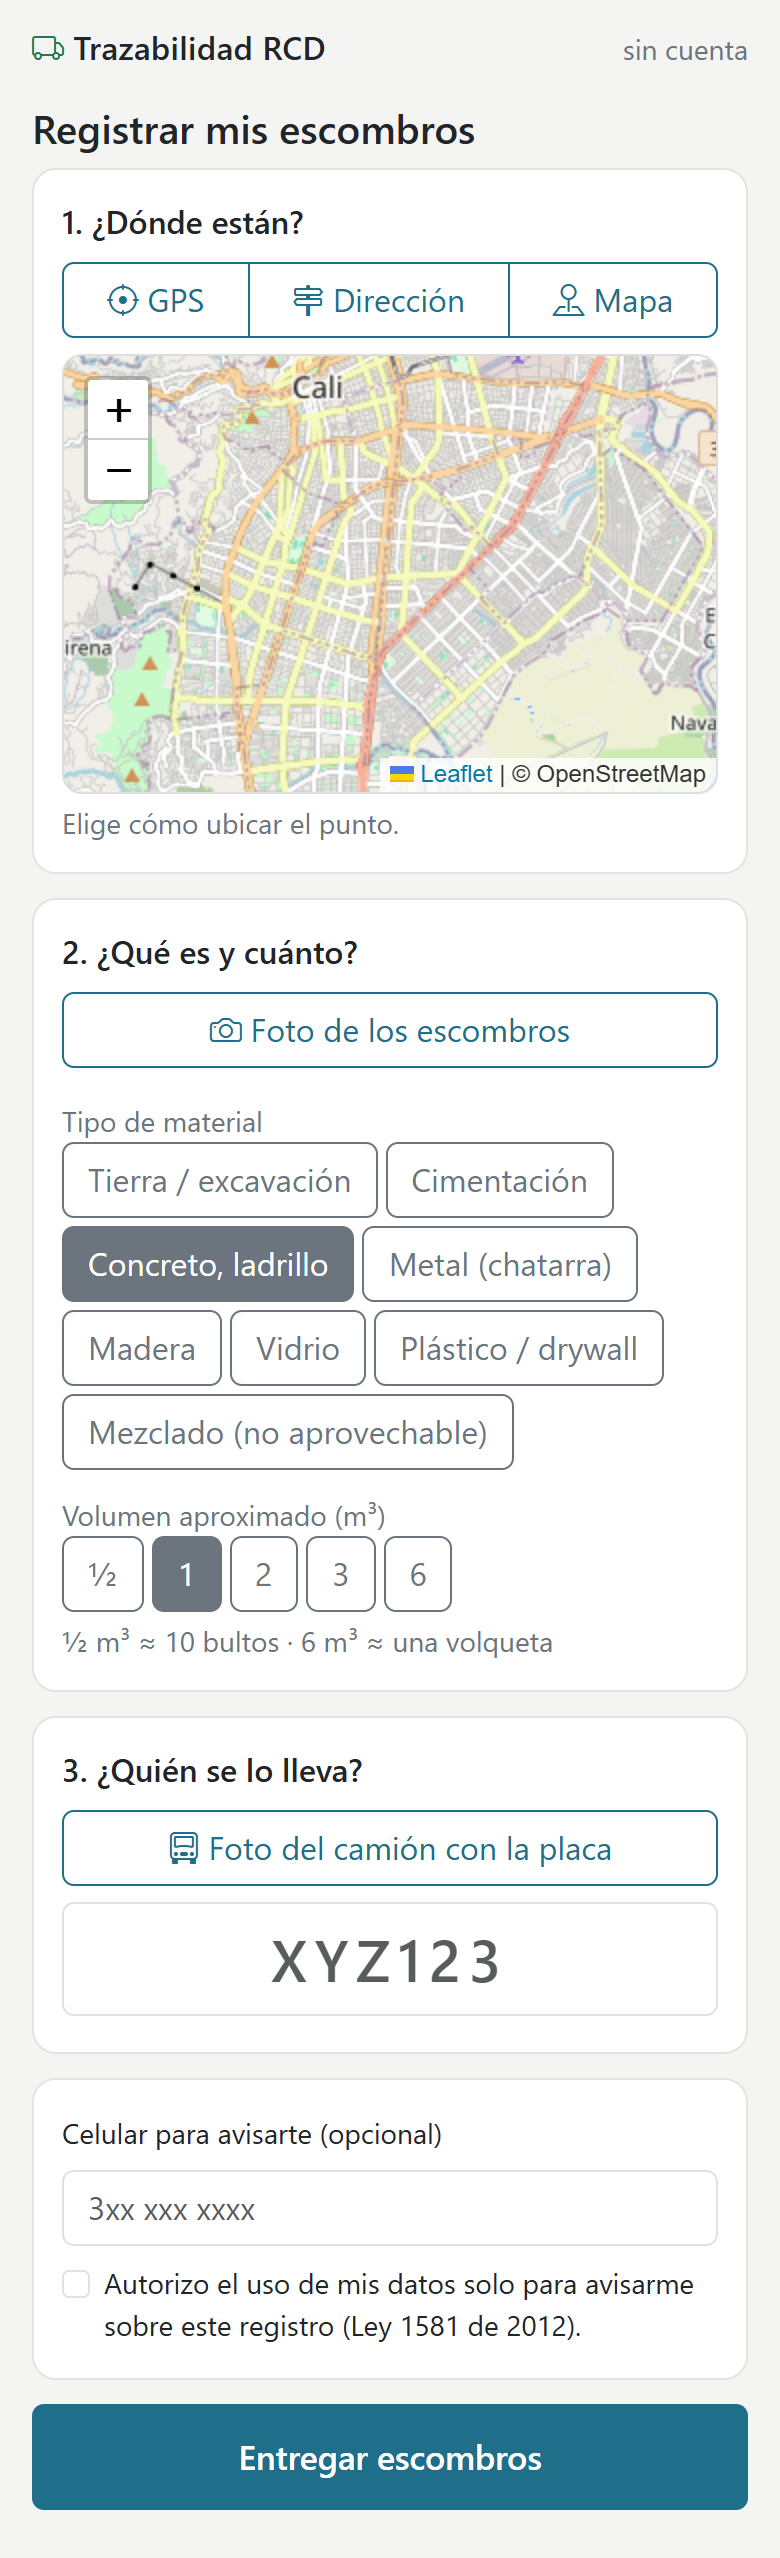 Trazabilidad RCD
sin cuenta
Registrar mis escombros
1. ¿Dónde están?
GPS
Dirección
Mapa
Cali
+
−
3
irena
E
C
Nava
Leaflet | © OpenStreetMap
Elige cómo ubicar el punto.
2. ¿Qué es y cuánto?
Foto de los escombros
Tipo de material
Tierra / excavación
Cimentación
Concreto, ladrillo
Metal (chatarra)
Madera
Vidrio
Plástico / drywall
Mezclado (no aprovechable)
Volumen aproximado (m³)
½
1
2
3
6
½ m³ ≈ 10 bultos · 6 m³ ≈ una volqueta
3. ¿Quién se lo lleva?
Foto del camión con la placa
XYZ123
Celular para avisarte (opcional)
3xx xxx xxxx
Autorizo el uso de mis datos solo para avisarme
sobre este registro (Ley 1581 de 2012).
Entregar escombros